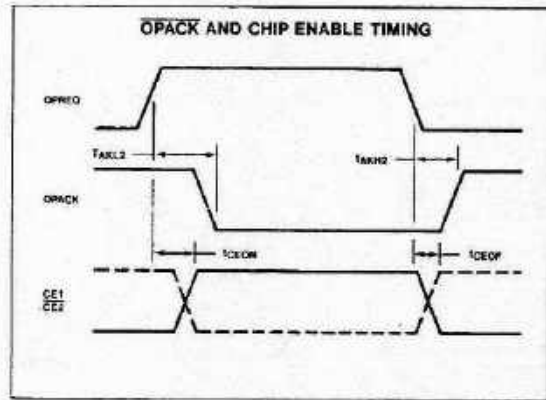 OPACK AND CHIP ENABLE TIMING
OPREQ
TAKL2
tAKH2
OPACK
tCEON
tCEOF
CE1
CE2